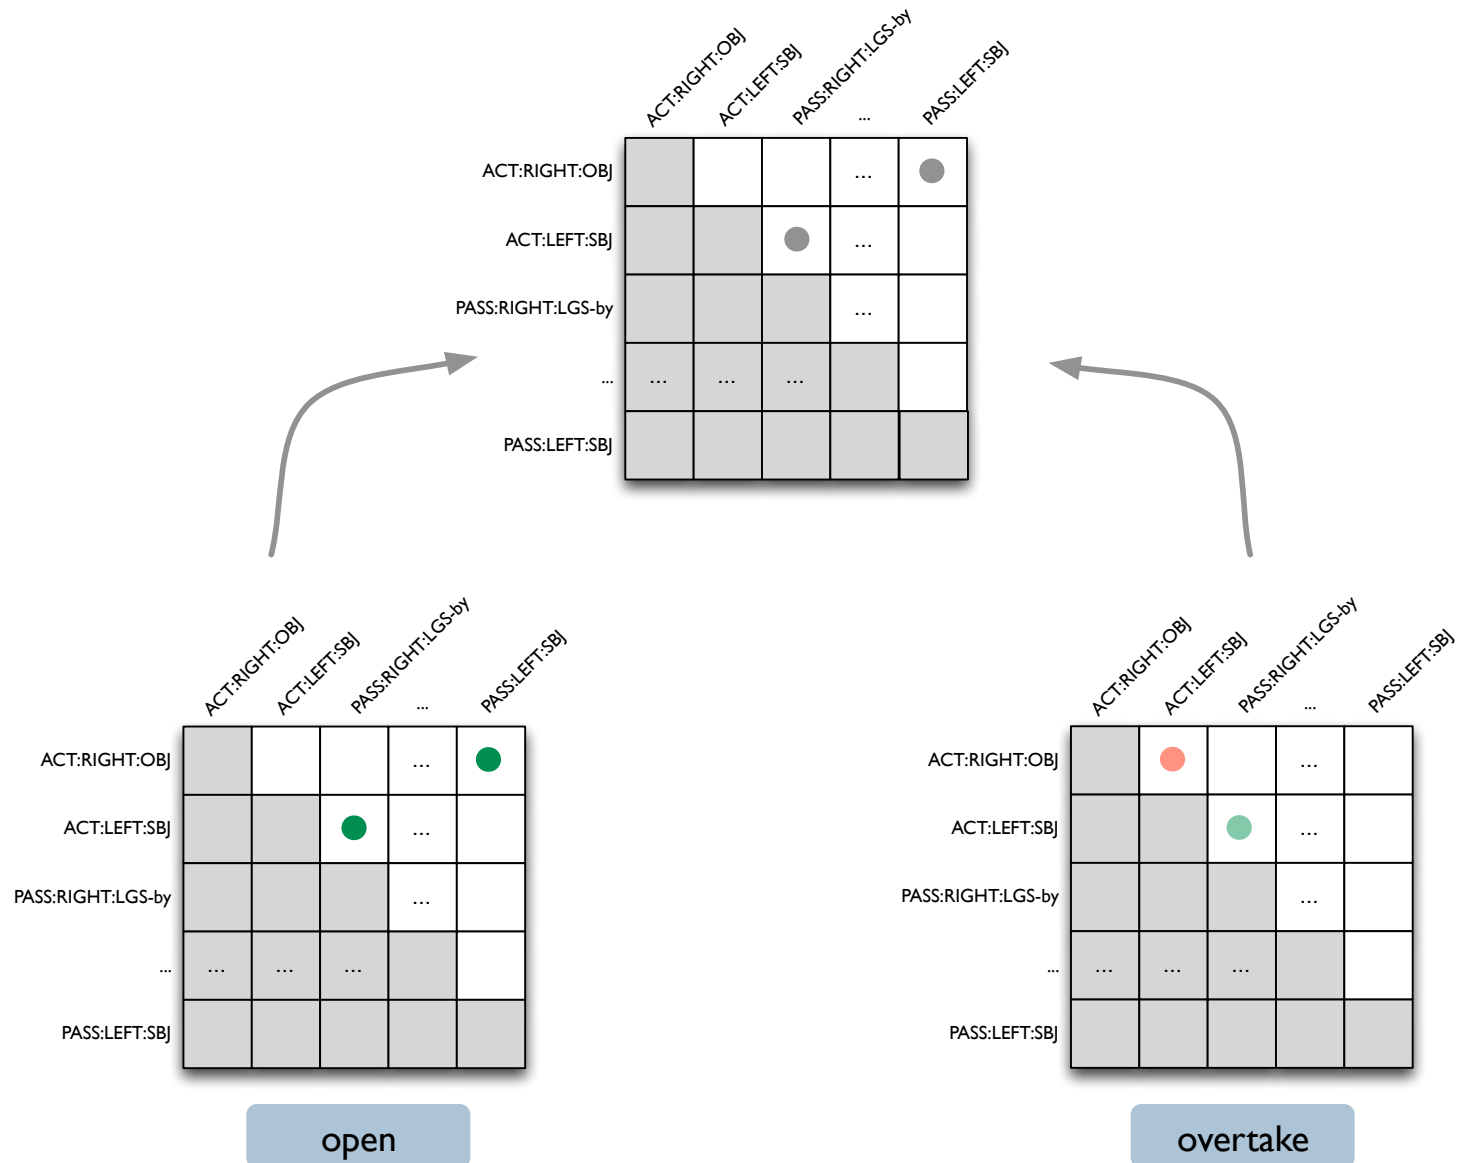 ACT:RIGHT:OBJ ACT:LEFT:SBJ PASS:RIGHT:LGS-by ... PASS:LEFT:SBJ
ACT:RIGHT:OBJ ...
ACT:LEFT:SBJ ...
PASS:RIGHT:LGS-by ...
... ... ... ...
PASS:LEFT:SBJ
ACT:RIGHT:OBJ ACT:LEFT:SBJ PASS:RIGHT:LGS-by ... PASS:LEFT:SBJ
ACT:RIGHT:OBJ ...
ACT:LEFT:SBJ ...
PASS:RIGHT:LGS-by ...
... ... ... ...
PASS:LEFT:SBJ
open
ACT:RIGHT:OBJ ACT:LEFT:SBJ PASS:RIGHT:LGS-by ... PASS:LEFT:SBJ
ACT:RIGHT:OBJ ...
ACT:LEFT:SBJ ...
PASS:RIGHT:LGS-by ...
... ... ... ...
PASS:LEFT:SBJ
overtake